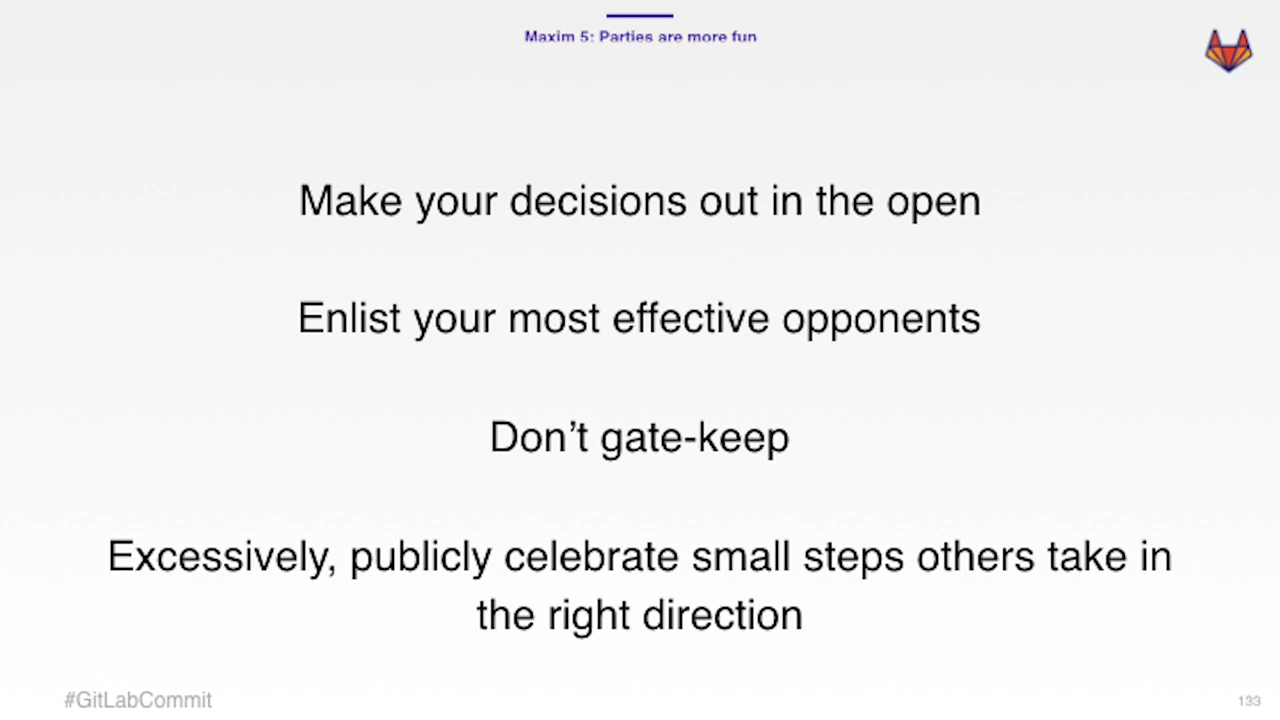 Maxim 5: Parties are more fun
Make your decisions out in the open
Enlist your most effective opponents
Don’t gate-keep
Excessively, publicly celebrate small steps others take in
the right direction
#GitLabCommit
133